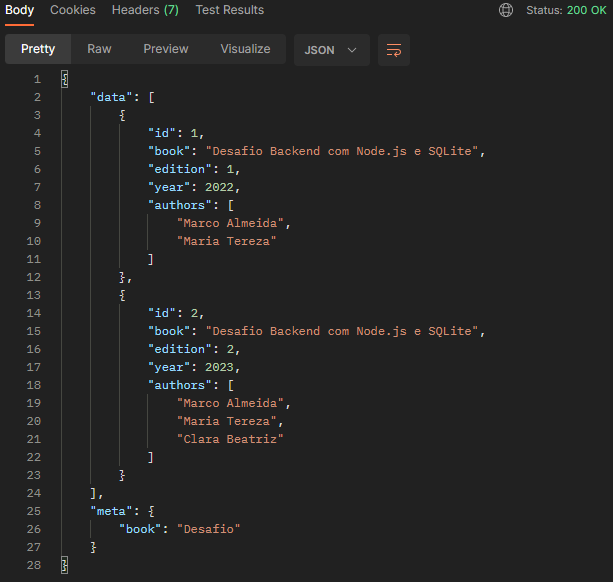 Body Cookies Headers (7) Test Results Status: 200 OK
Pretty Raw Preview Visualize JSON
1 {
2 "data": [
3 {
4 "id": 1,
5 "book": "Desafio Backend com Node.js e SQLite",
6 "edition": 1,
7 "year": 2022,
8 "authors": [
9 "Marco Almeida",
10 "Maria Tereza"
11 ]
12 },
13 {
14 "id": 2,
15 "book": "Desafio Backend com Node.js e SQLite",
16 "edition": 2,
17 "year": 2023,
18 "authors": [
19 "Marco Almeida",
20 "Maria Tereza",
21 "Clara Beatriz"
22 ]
23 }
24 ],
25 "meta": {
26 "book": "Desafio"
27 }
28 }